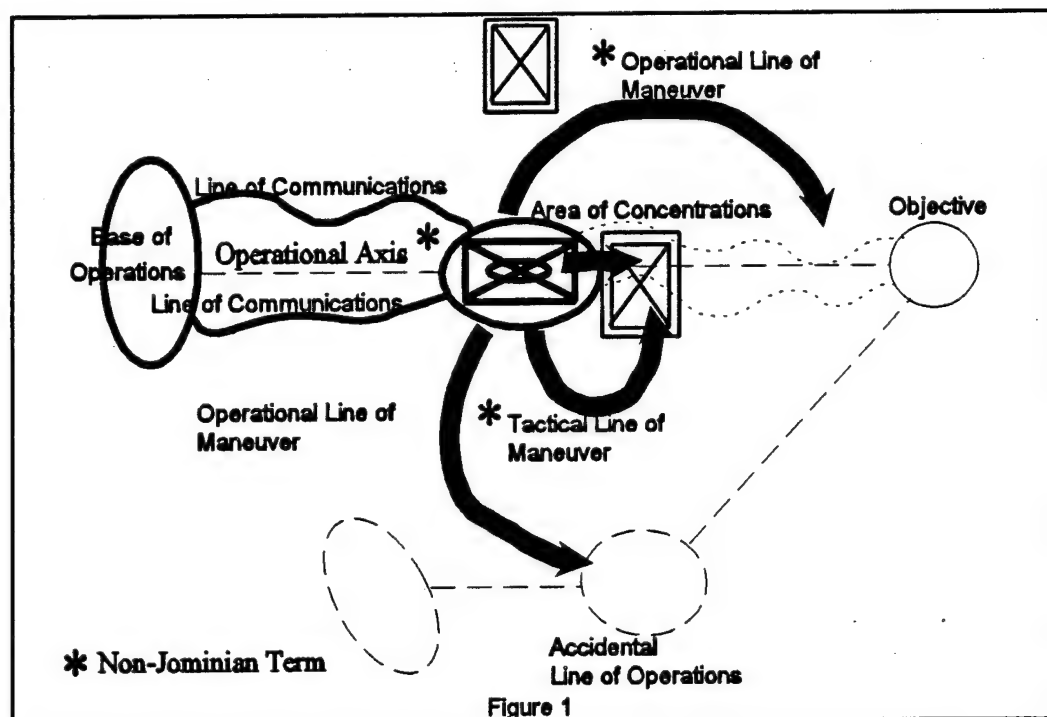 * Operational Line of
Maneuver
Line of Communications
Area of Concentrations
Objective
Base of
Operations
Operational Axis *
Line of Communications
Operational Line of
Maneuver
* Tactical Line of
Maneuver
Accidental
Line of Operations
* Non-Jominian Term
Figure 1